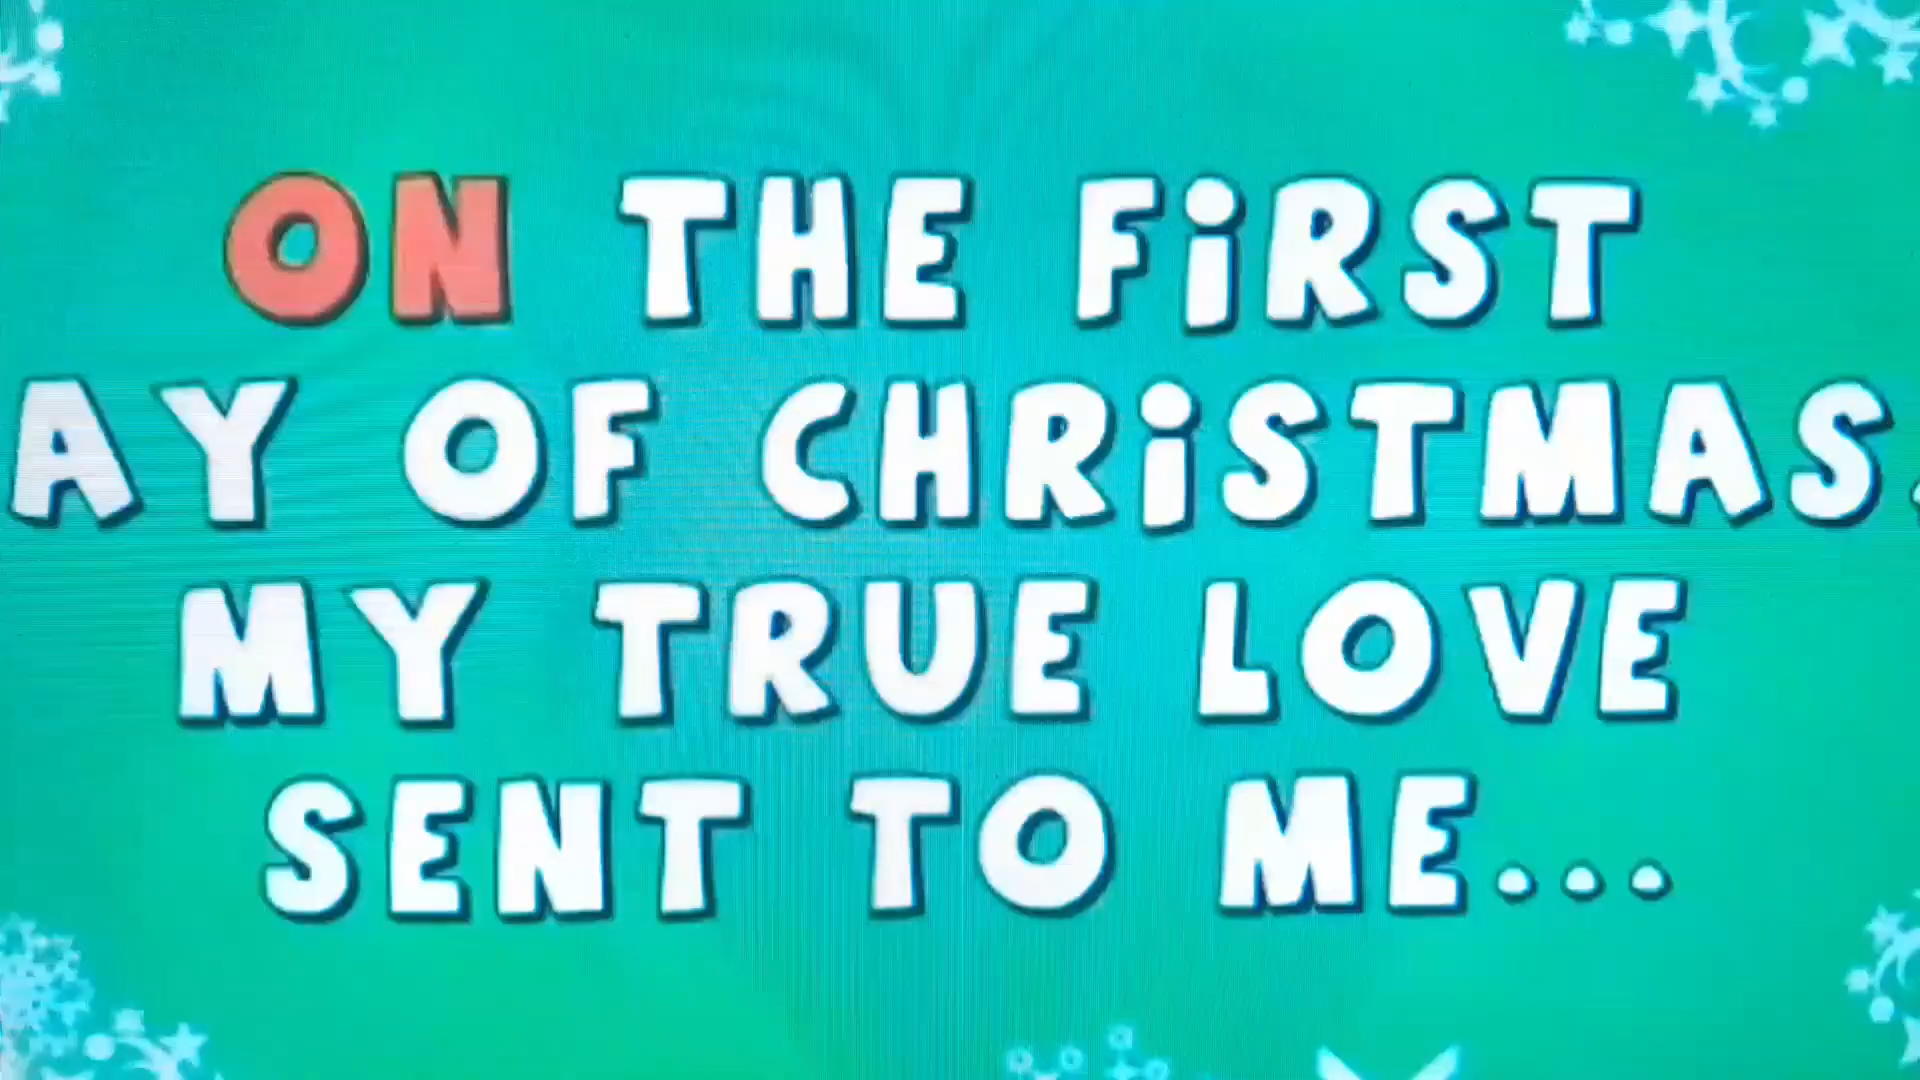 ON THE FIRST
AY OF CHRISTMAS,
MY TRUE LOVE
SENT TO ME...